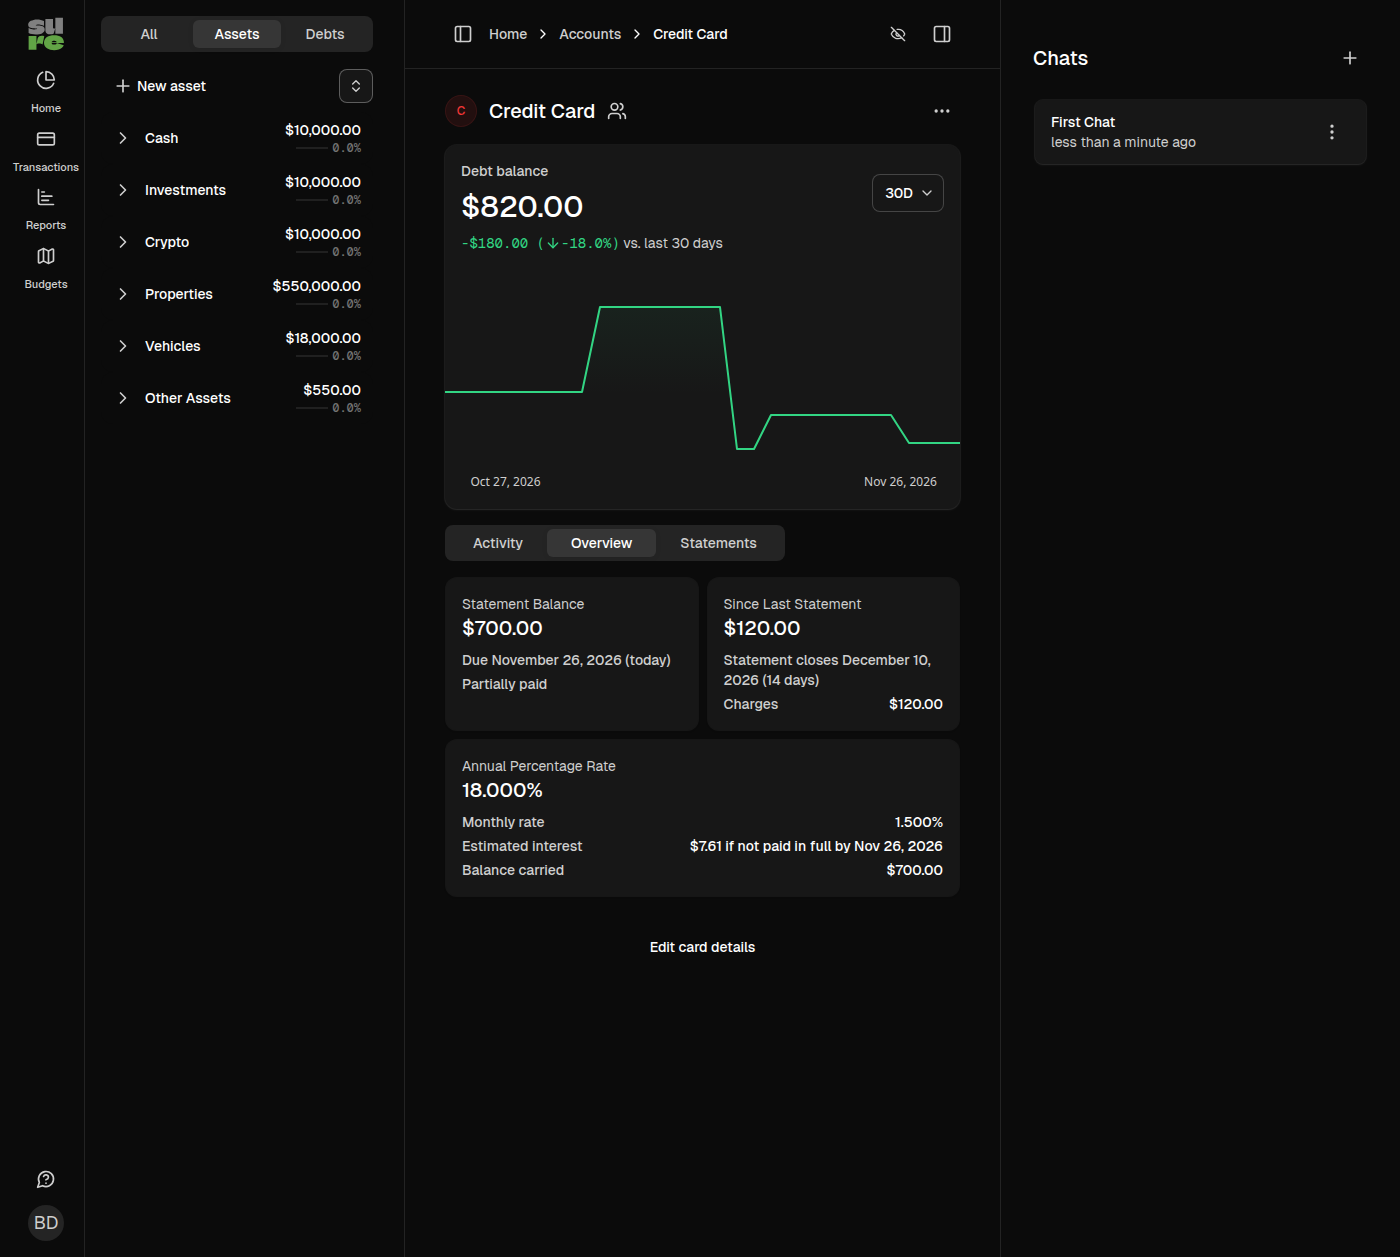 sure
Home
Transactions
Reports
Budgets
BD
All
Assets
Debts
New asset
Cash
$10,000.00
0.0%
Investments
$10,000.00
0.0%
Crypto
$10,000.00
0.0%
Properties
$550,000.00
0.0%
Vehicles
$18,000.00
0.0%
Other Assets
$550.00
0.0%
Home
Accounts
Credit Card
C
Credit Card
Debt balance
$820.00
30D
-$180.00 (↓-18.0%) vs. last 30 days
Oct 27, 2026
Nov 26, 2026
Activity
Overview
Statements
Statement Balance
$700.00
Due November 26, 2026 (today)
Partially paid
Since Last Statement
$120.00
Statement closes December 10,
2026 (14 days)
Charges
$120.00
Annual Percentage Rate
18.000%
Monthly rate
1.500%
Estimated interest
$7.61 if not paid in full by Nov 26, 2026
Balance carried
$700.00
Edit card details
Chats
First Chat
less than a minute ago